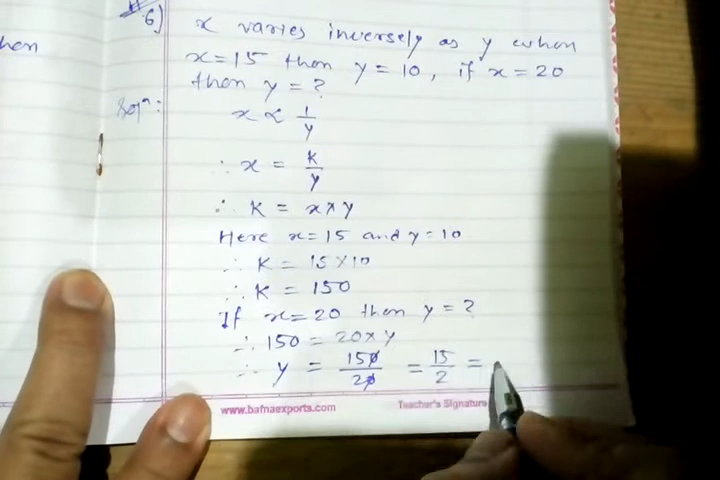 hen
6) x varies inversely as y when
x=15 then y=10, if x=20
then y=?
Solⁿ:
x ∝ 1/y
∴ x = K/y
∴ K = x×y
Here x=15 and y=10
∴ K = 15×10
∴ K = 150
If x=20 then y=?
∴ 150 = 20×y
∴ y = 150/20 = 15/2 =
www.bafnaexports.com Teacher's Signature